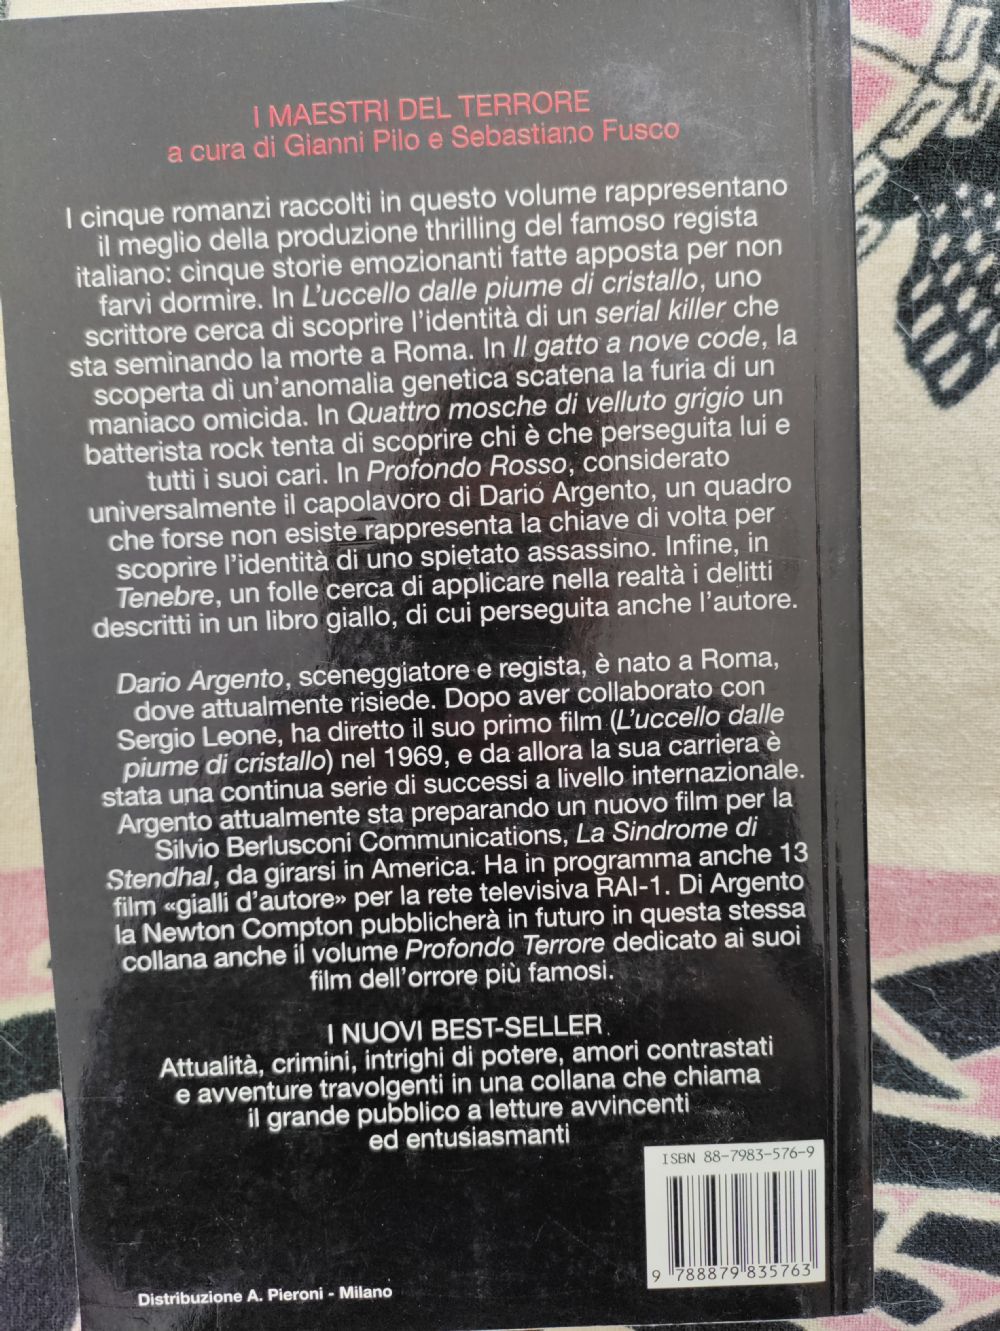 I MAESTRI DEL TERRORE
a cura di Gianni Pilo e Sebastiano Fusco
I cinque romanzi raccolti in questo volume rappresentano
il meglio della produzione thrilling del famoso regista
italiano: cinque storie emozionanti fatte apposta per non
farvi dormire. In L'uccello dalle piume di cristallo, uno
scrittore cerca di scoprire l'identità di un serial killer che
sta seminando la morte a Roma. In Il gatto a nove code, la
scoperta di un'anomalia genetica scatena la furia di un
maniaco omicida. In Quattro mosche di velluto grigio un
batterista rock tenta di scoprire chi è che perseguita lui e
tutti i suoi cari. In Profondo Rosso, considerato
universalmente il capolavoro di Dario Argento, un quadro
che forse non esiste rappresenta la chiave di volta per
scoprire l'identità di uno spietato assassino. Infine, in
Tenebre, un folle cerca di applicare nella realtà i delitti
descritti in un libro giallo, di cui perseguita anche l'autore.
Dario Argento, sceneggiatore e regista, è nato a Roma,
dove attualmente risiede. Dopo aver collaborato con
Sergio Leone, ha diretto il suo primo film (L'uccello dalle
piume di cristallo) nel 1969, e da allora la sua carriera è
stata una continua serie di successi a livello internazionale.
Argento attualmente sta preparando un nuovo film per la
Silvio Berlusconi Communications, La Sindrome di
Stendhal, da girarsi in America. Ha in programma anche 13
film «gialli d'autore» per la rete televisiva RAI-1. Di Argento
la Newton Compton pubblicherà in futuro in questa stessa
collana anche il volume Profondo Terrore dedicato ai suoi
film dell'orrore più famosi.
I NUOVI BEST-SELLER
Attualità, crimini, intrighi di potere, amori contrastati
e avventure travolgenti in una collana che chiama
il grande pubblico a letture avvincenti
ed entusiasmanti
ISBN 88-7983-576-9
9 788879 835763
Distribuzione A. Pieroni - Milano